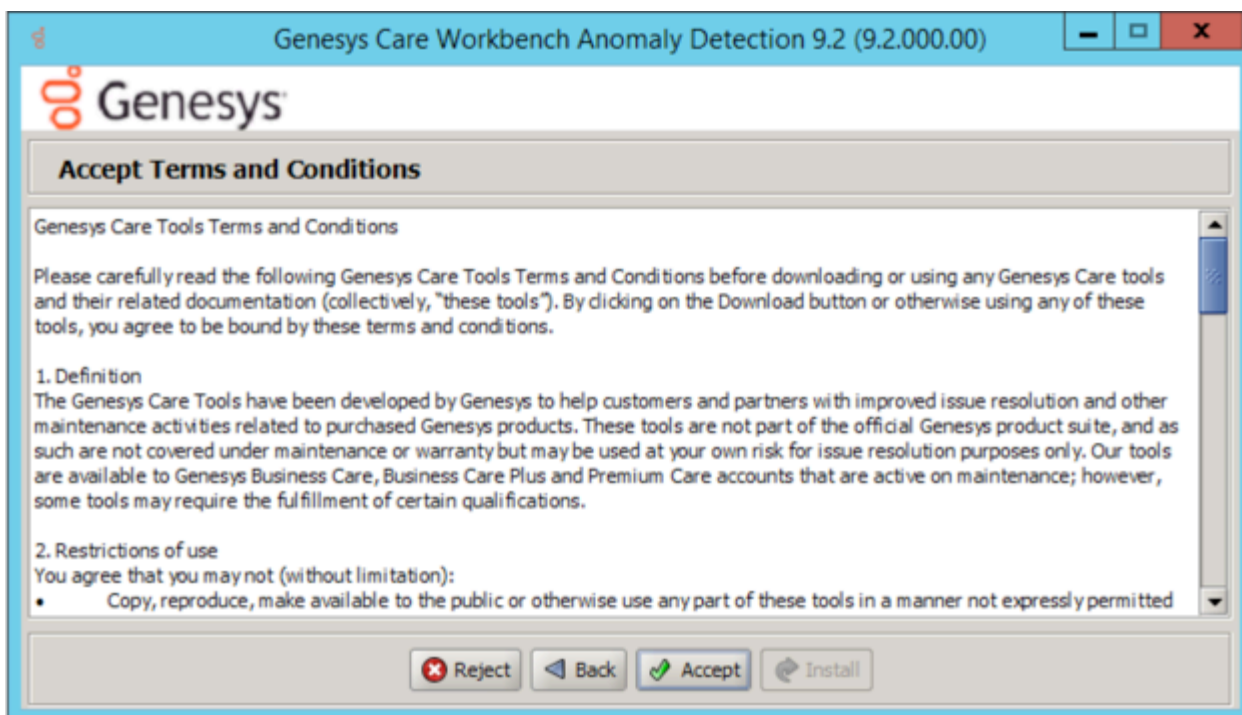 Genesys Care Workbench Anomaly Detection 9.2 (9.2.000.00)
Genesys
Accept Terms and Conditions
Genesys Care Tools Terms and Conditions
Please carefully read the following Genesys Care Tools Terms and Conditions before downloading or using any Genesys Care tools
and their related documentation (collectively, "these tools"). By clicking on the Download button or otherwise using any of these
tools, you agree to be bound by these terms and conditions.
1. Definition
The Genesys Care Tools have been developed by Genesys to help customers and partners with improved issue resolution and other
maintenance activities related to purchased Genesys products. These tools are not part of the official Genesys product suite, and as
such are not covered under maintenance or warranty but may be used at your own risk for issue resolution purposes only. Our tools
are available to Genesys Business Care, Business Care Plus and Premium Care accounts that are active on maintenance; however,
some tools may require the fulfillment of certain qualifications.
2. Restrictions of use
You agree that you may not (without limitation):
• Copy, reproduce, make available to the public or otherwise use any part of these tools in a manner not expressly permitted
Reject Back Accept Install